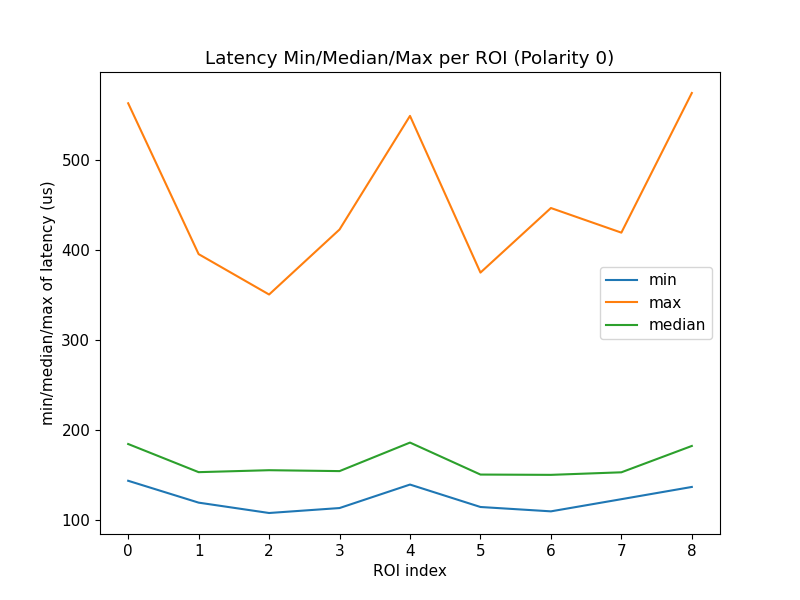 Latency Min/Median/Max per ROI (Polarity 0)
min/median/max of latency (us)
500
400
300
200
100
min
max
median
0 1 2 3 4 5 6 7 8
ROI index